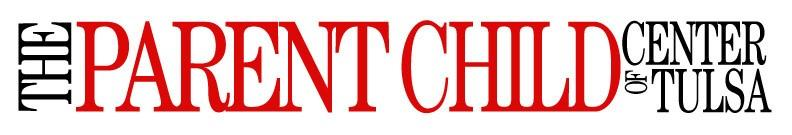 THE PARENT CHILD CENTER
OF TULSA